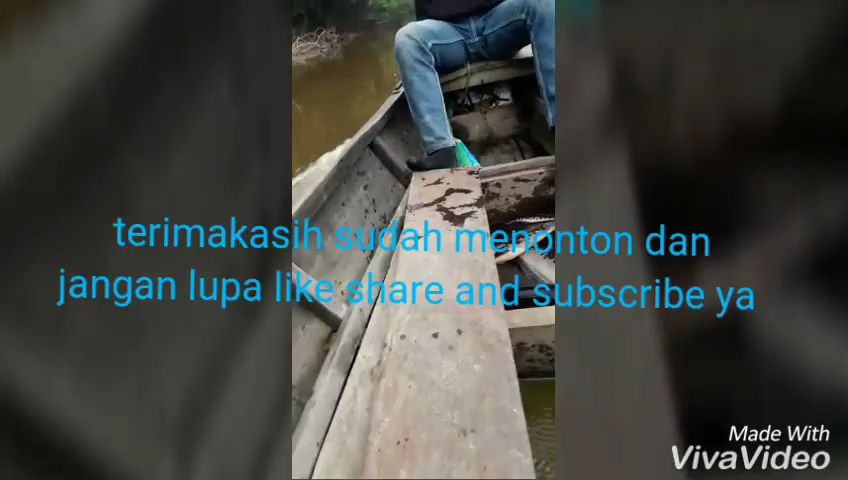 terimakasih sudah menonton dan
jangan lupa like share and subscribe ya
Made With
VivaVideo